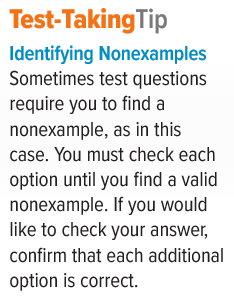 Test-TakingTip
Identifying Nonexamples
Sometimes test questions
require you to find a
nonexample, as in this
case. You must check each
option until you find a valid
nonexample. If you would
like to check your answer,
confirm that each additional
option is correct.